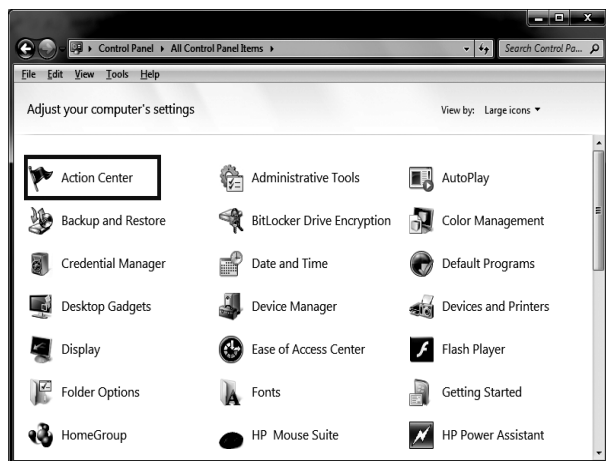 Control Panel All Control Panel Items Search Control Pa...
File Edit View Tools Help
Adjust your computer's settings View by: Large icons
Action Center Administrative Tools AutoPlay
Backup and Restore BitLocker Drive Encryption Color Management
Credential Manager Date and Time Default Programs
Desktop Gadgets Device Manager Devices and Printers
Display Ease of Access Center Flash Player
Folder Options Fonts Getting Started
HomeGroup HP Mouse Suite HP Power Assistant